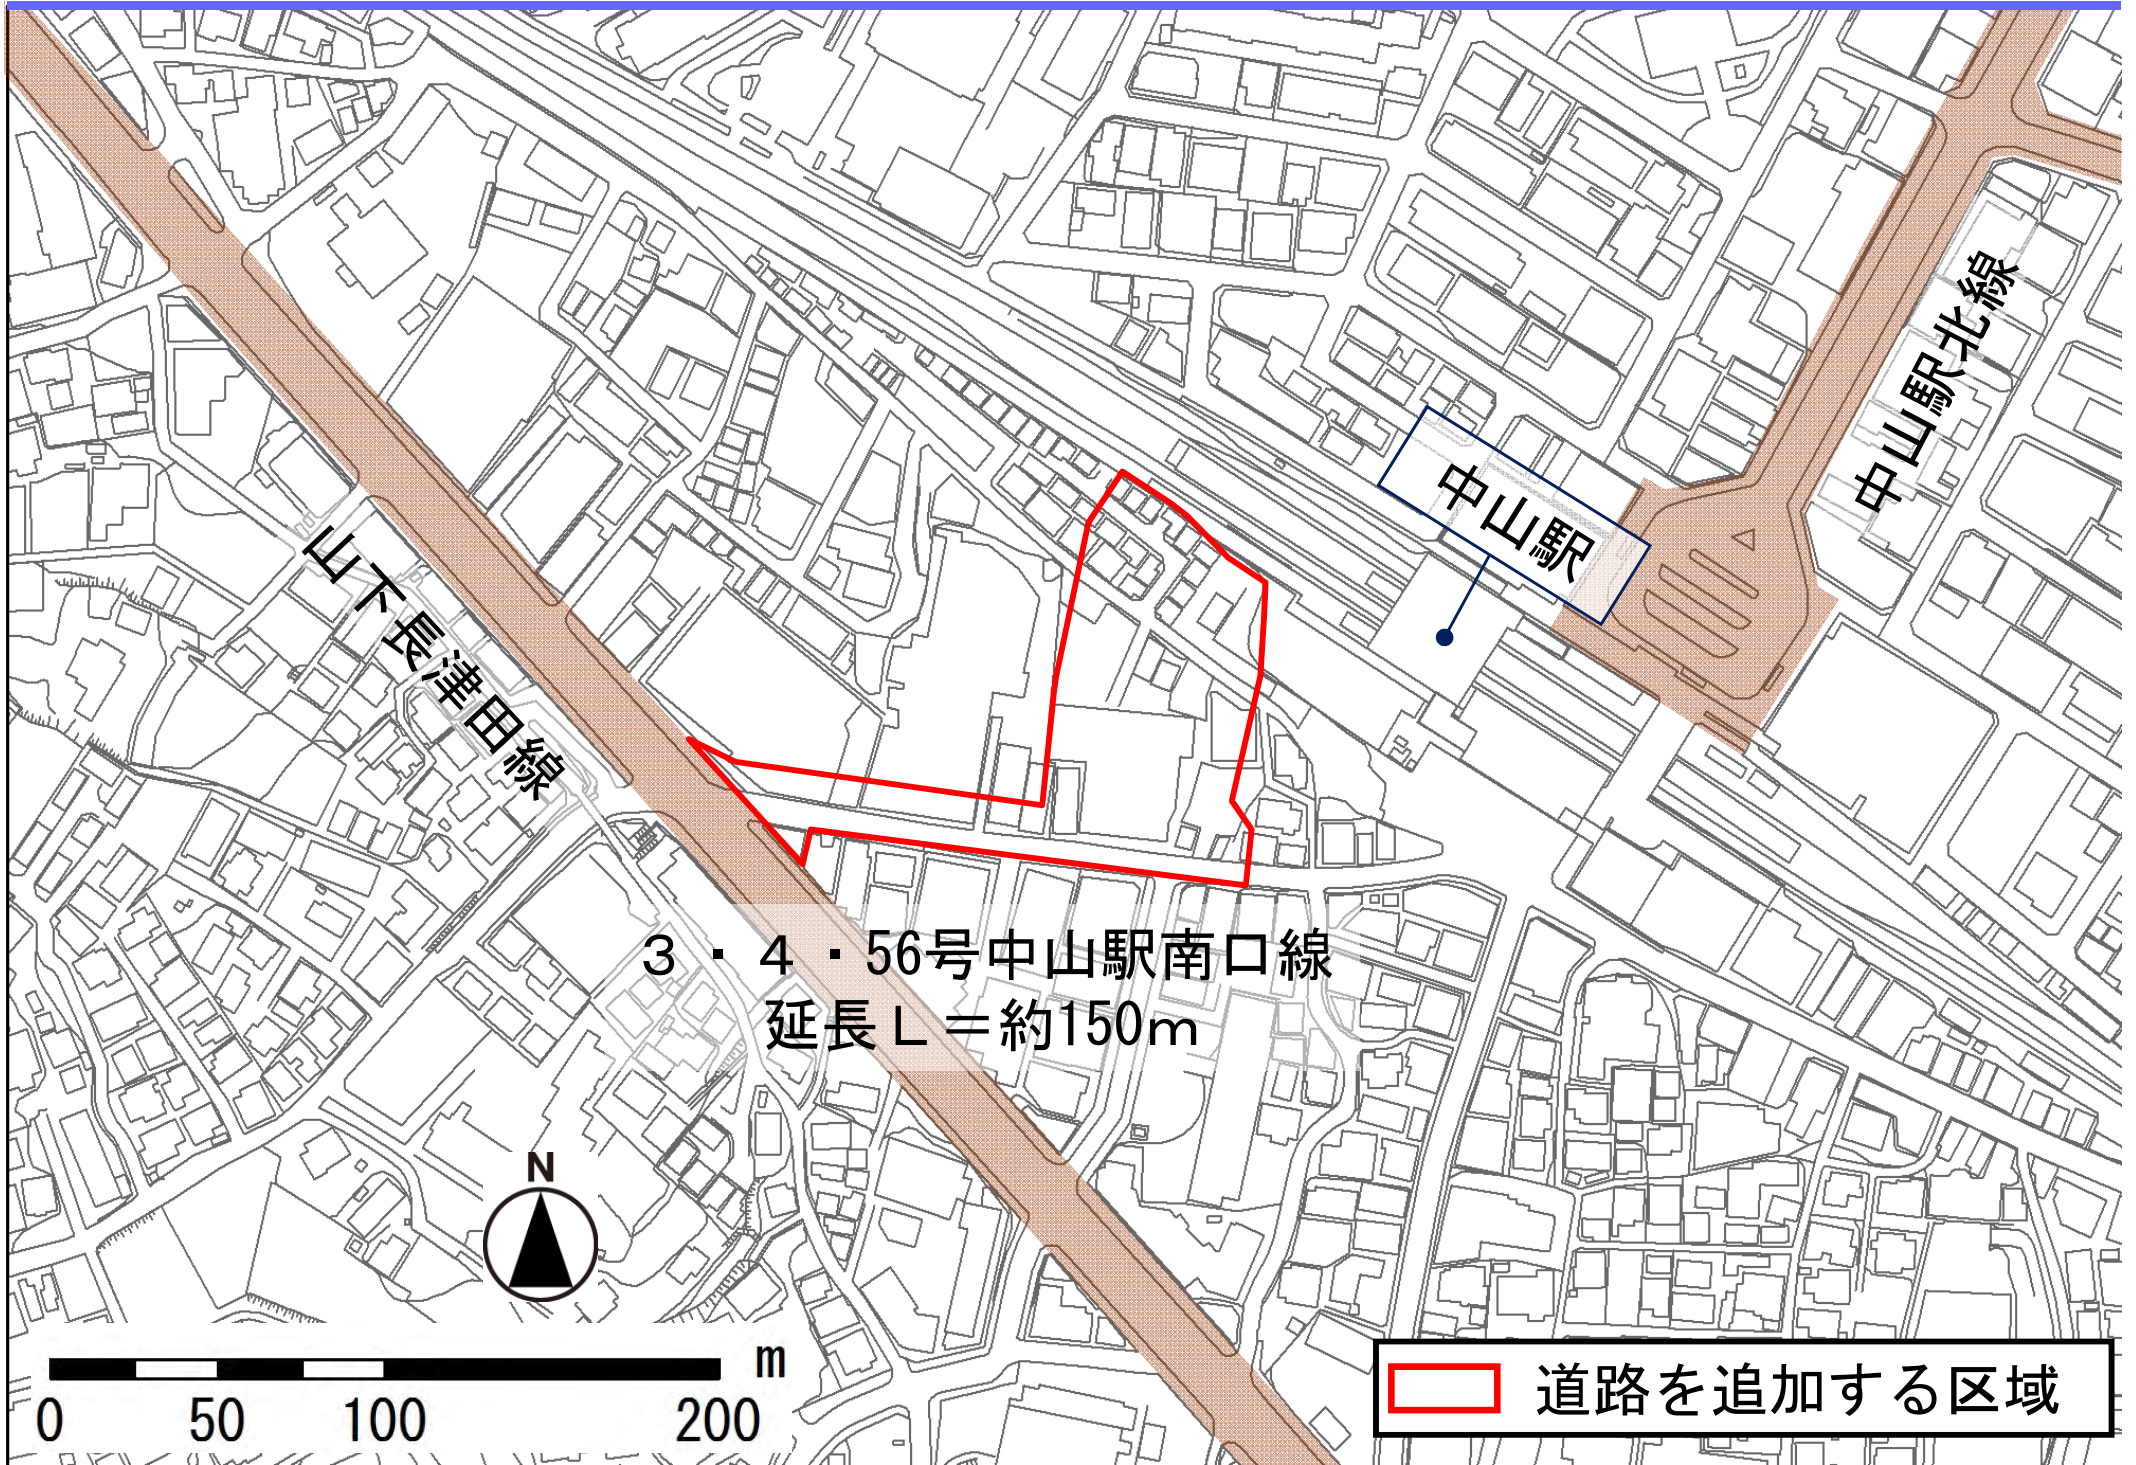 中山駅北線
中山駅
山下長津田線
３・４・56号中山駅南口線
延長Ｌ＝約150ｍ
N
m
0 50 100 200
道路を追加する区域